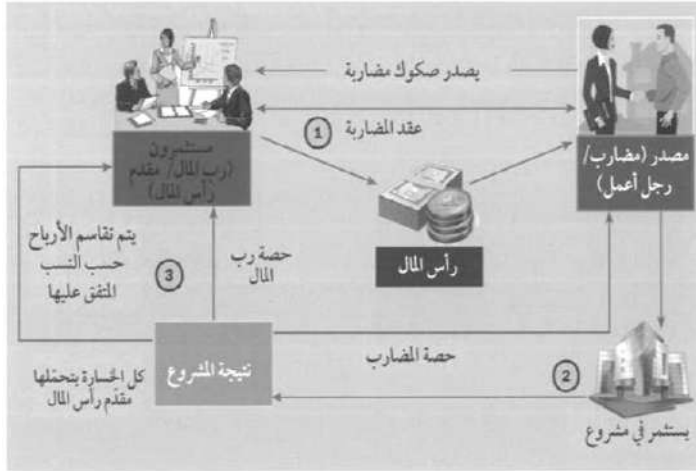 يصدر صكوك مضاربة
عقد المضاربة
1
مستثمرون
(رب المال/ مقدم
رأس المال)
مصدر (مضارب/
رجل أعمل)
رأس المال
يتم تقاسم الأرباح
حسب النسب
المتفق عليها
3
حصة رب
المال
نتيجة المشروع
حصة المضارب
كل الخسارة يتحملها
مقدّم رأس المال
2
يستثمر في مشروع